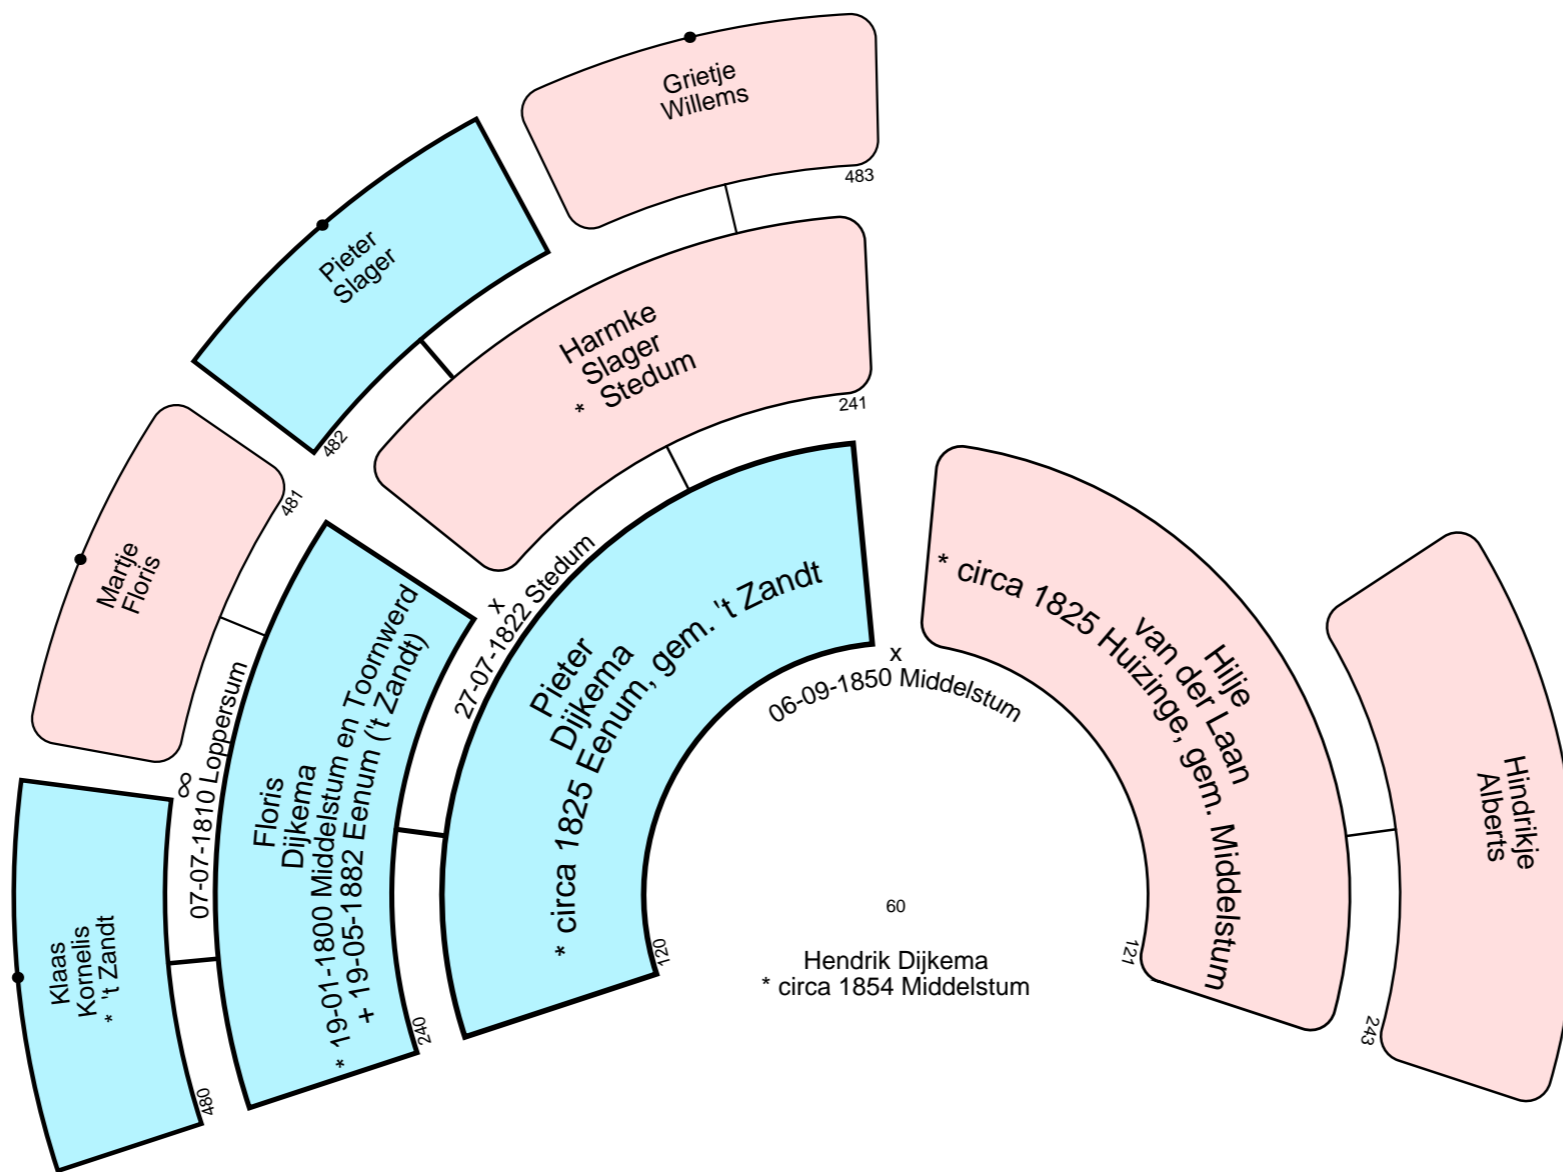 Grietje
Willems
483
Pieter
Slager
482
Harmke
Slager
* Stedum
241
Martje
Floris
481
Klaas
Kornelis
* 't Zandt
480
∞
07-07-1810 Loppersum
Floris
Dijkema
* 19-01-1800 Middelstum en Toornwerd
+ 19-05-1882 Eenum ('t Zandt)
240
x
27-07-1822 Stedum
Pieter
Dijkema
* circa 1825 Eenum, gem. 't Zandt
120
x
06-09-1850 Middelstum
Hilje
van der Laan
* circa 1825 Huizinge, gem. Middelstum
121
Hindrikje
Alberts
243
60
Hendrik Dijkema
* circa 1854 Middelstum